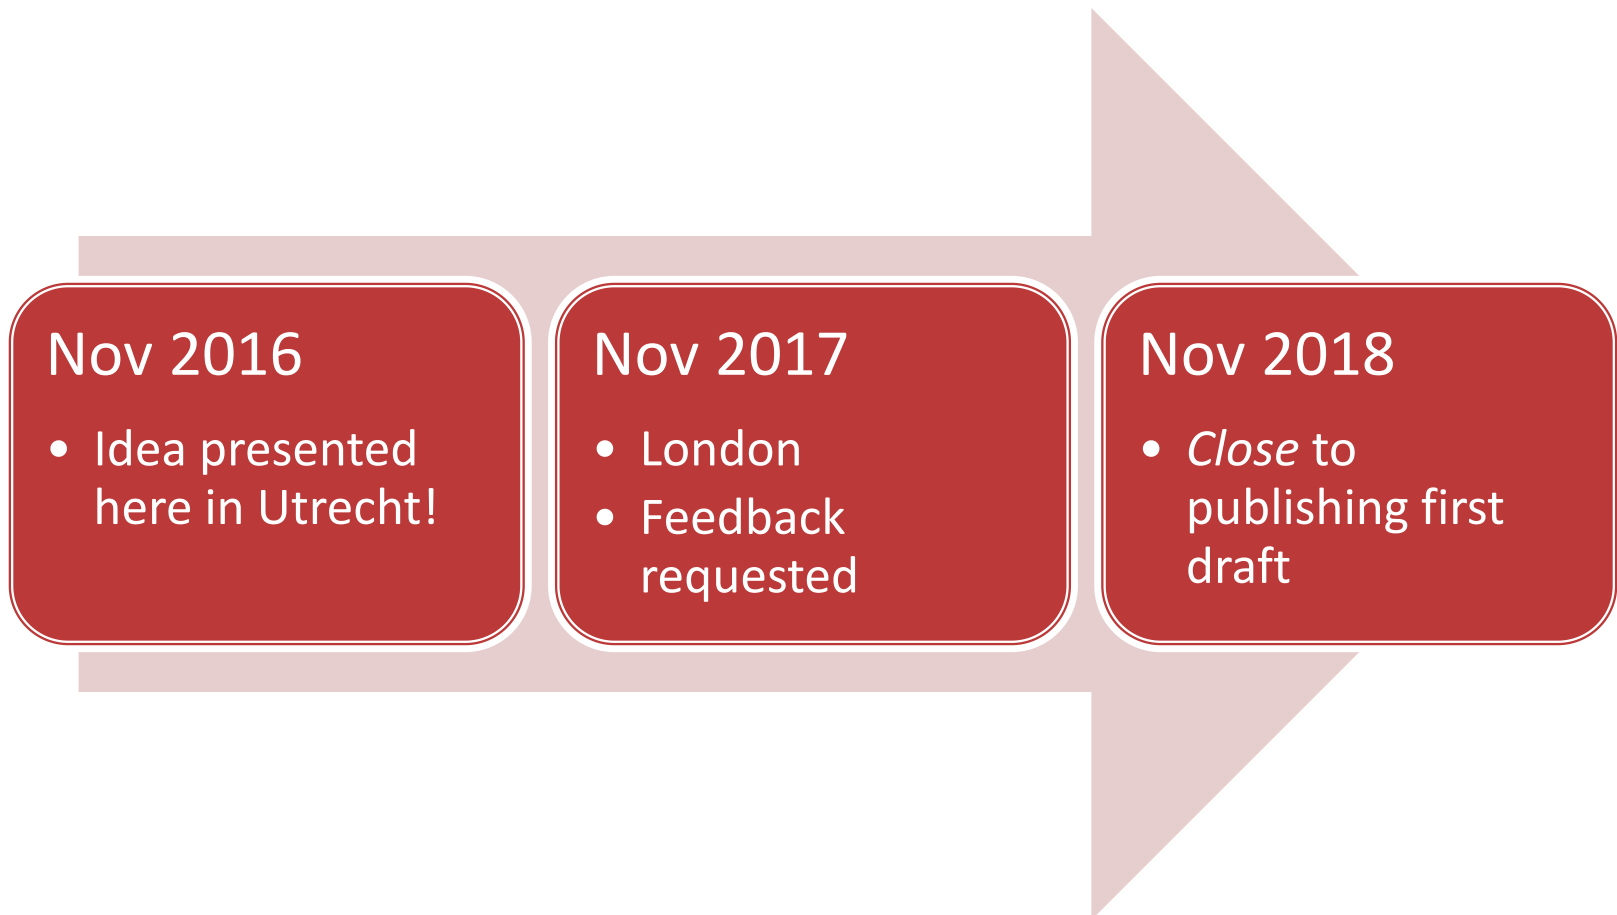 Nov 2016
• Idea presented
here in Utrecht!
Nov 2017
• London
• Feedback
requested
Nov 2018
• Close to
publishing first
draft